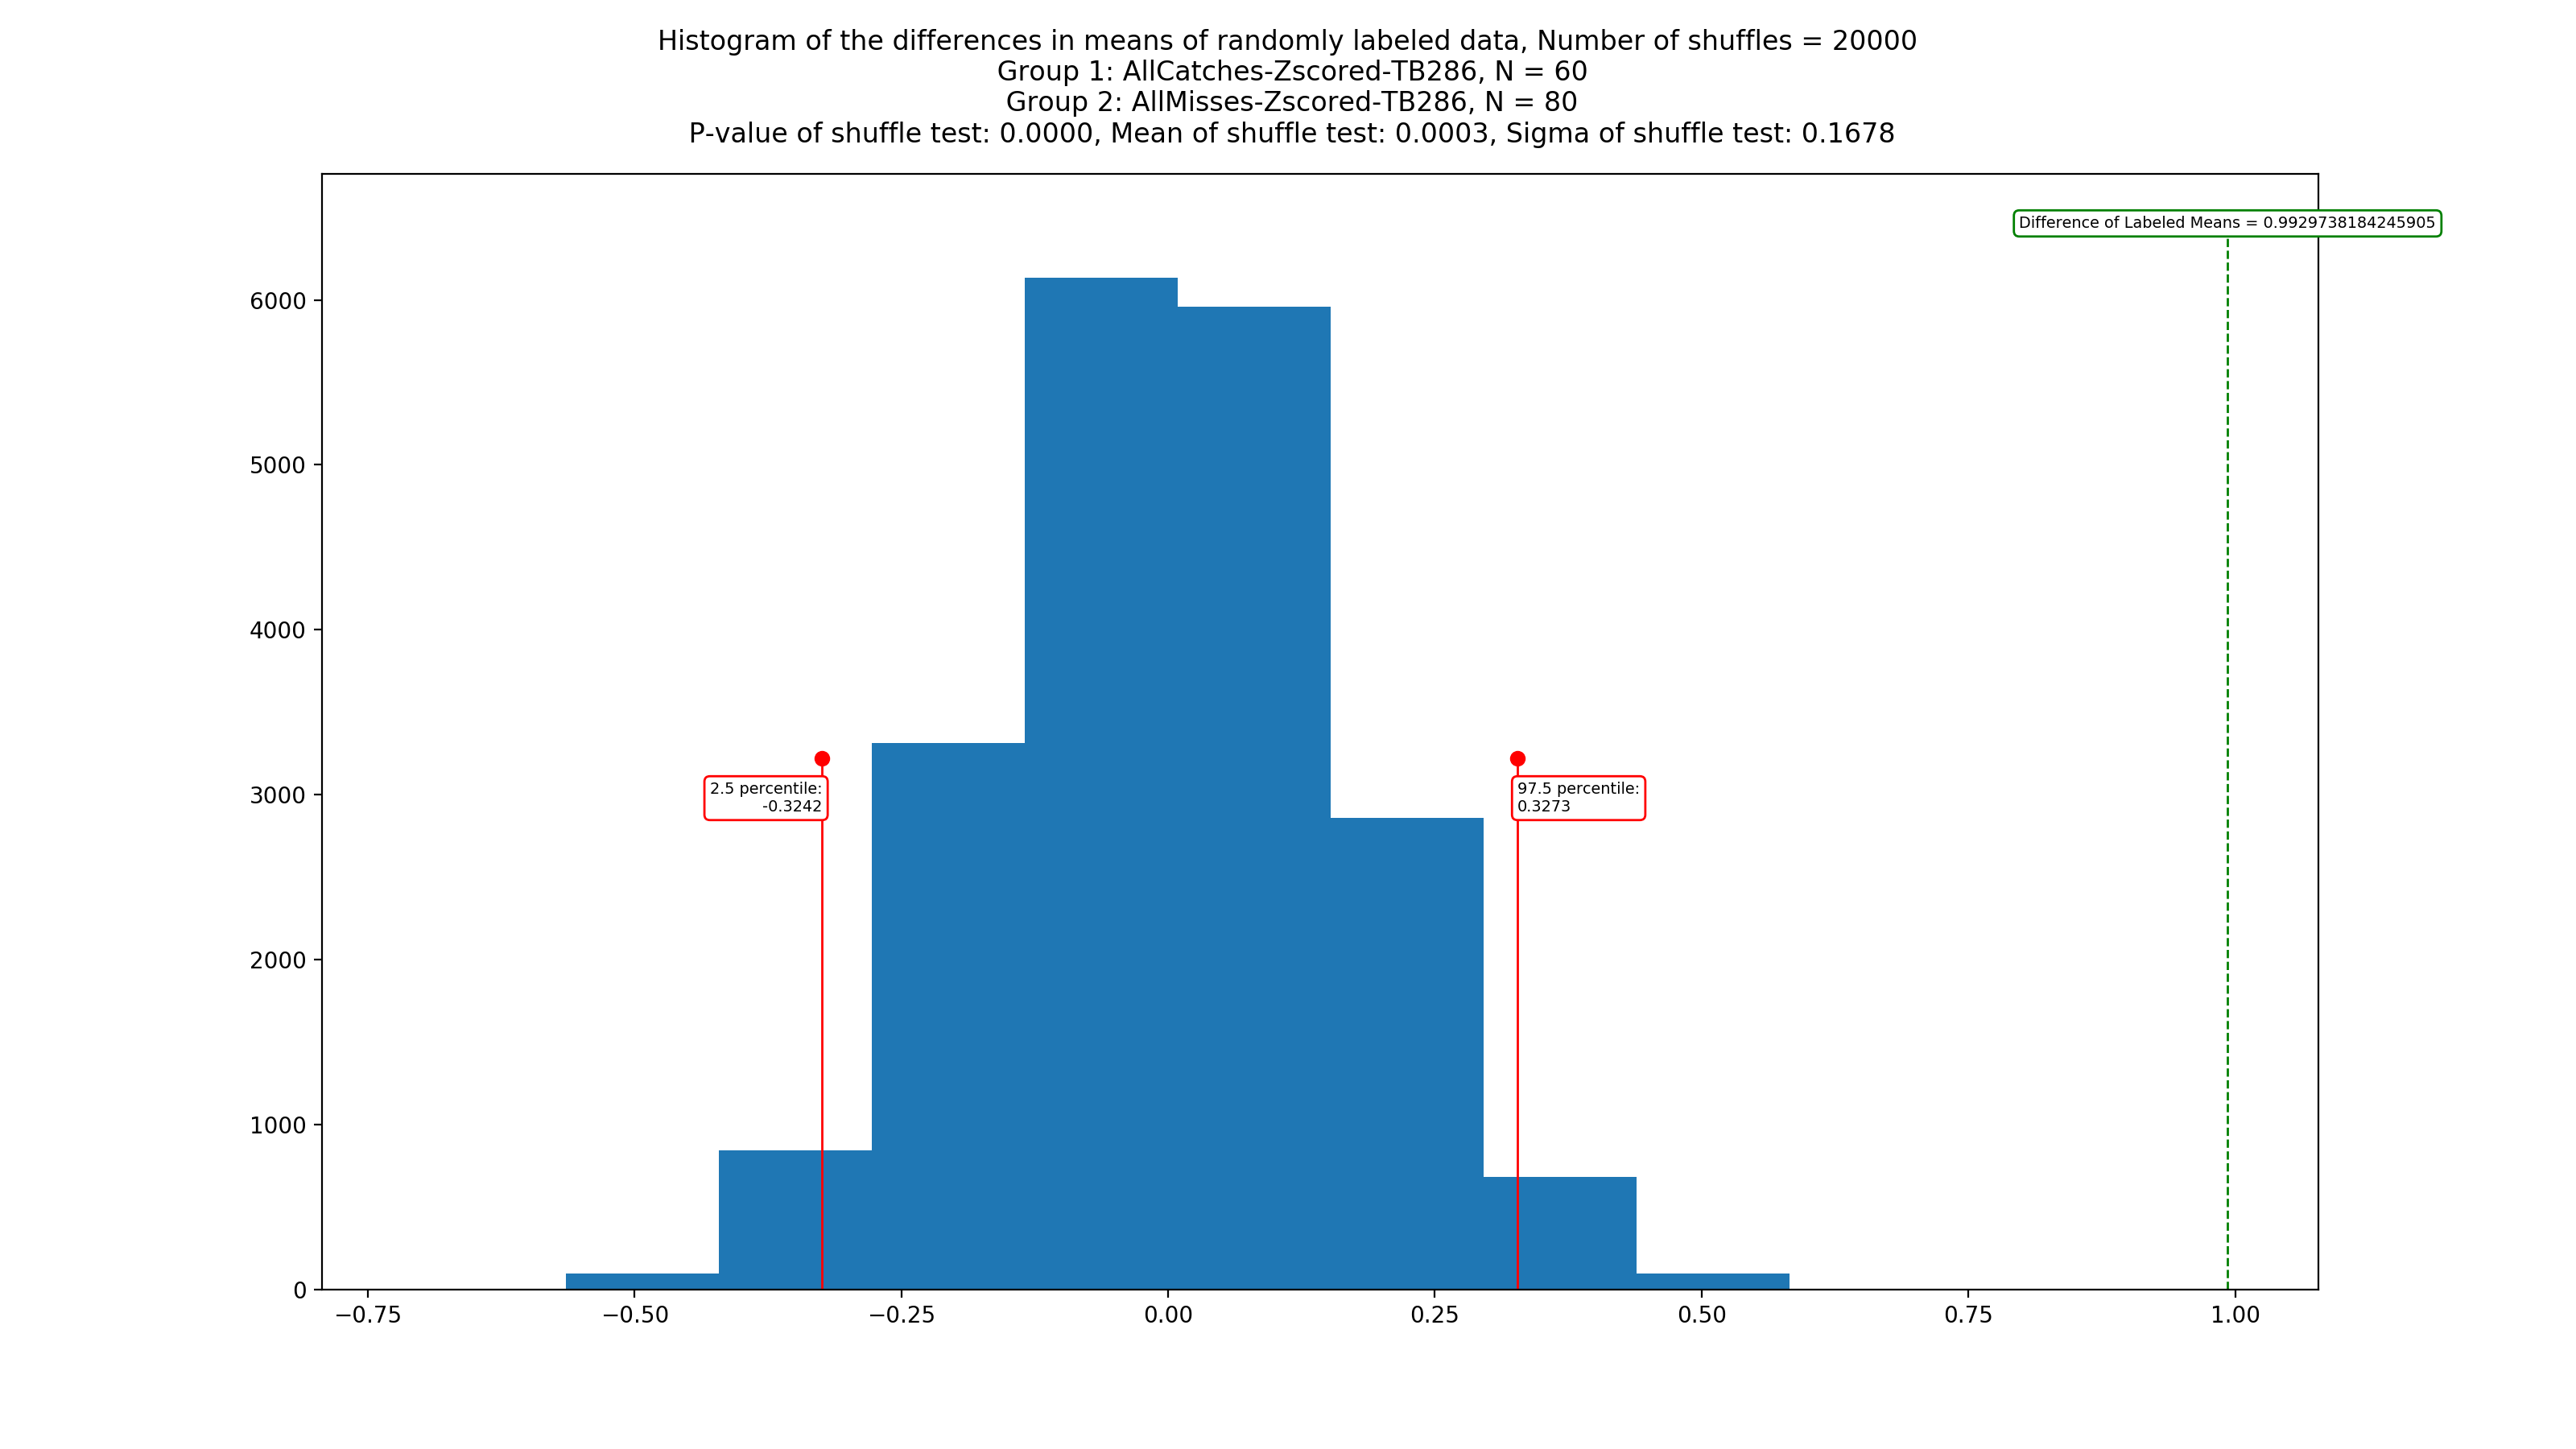 Histogram of the differences in means of randomly labeled data, Number of shuffles = 20000
Group 1: AllCatches-Zscored-TB286, N = 60
Group 2: AllMisses-Zscored-TB286, N = 80
P-value of shuffle test: 0.0000, Mean of shuffle test: 0.0003, Sigma of shuffle test: 0.1678
Difference of Labeled Means = 0.9929738184245905
6000
5000
4000
3000
2000
1000
0
2.5 percentile:
-0.3242
97.5 percentile:
0.3273
−0.75
−0.50
−0.25
0.00
0.25
0.50
0.75
1.00